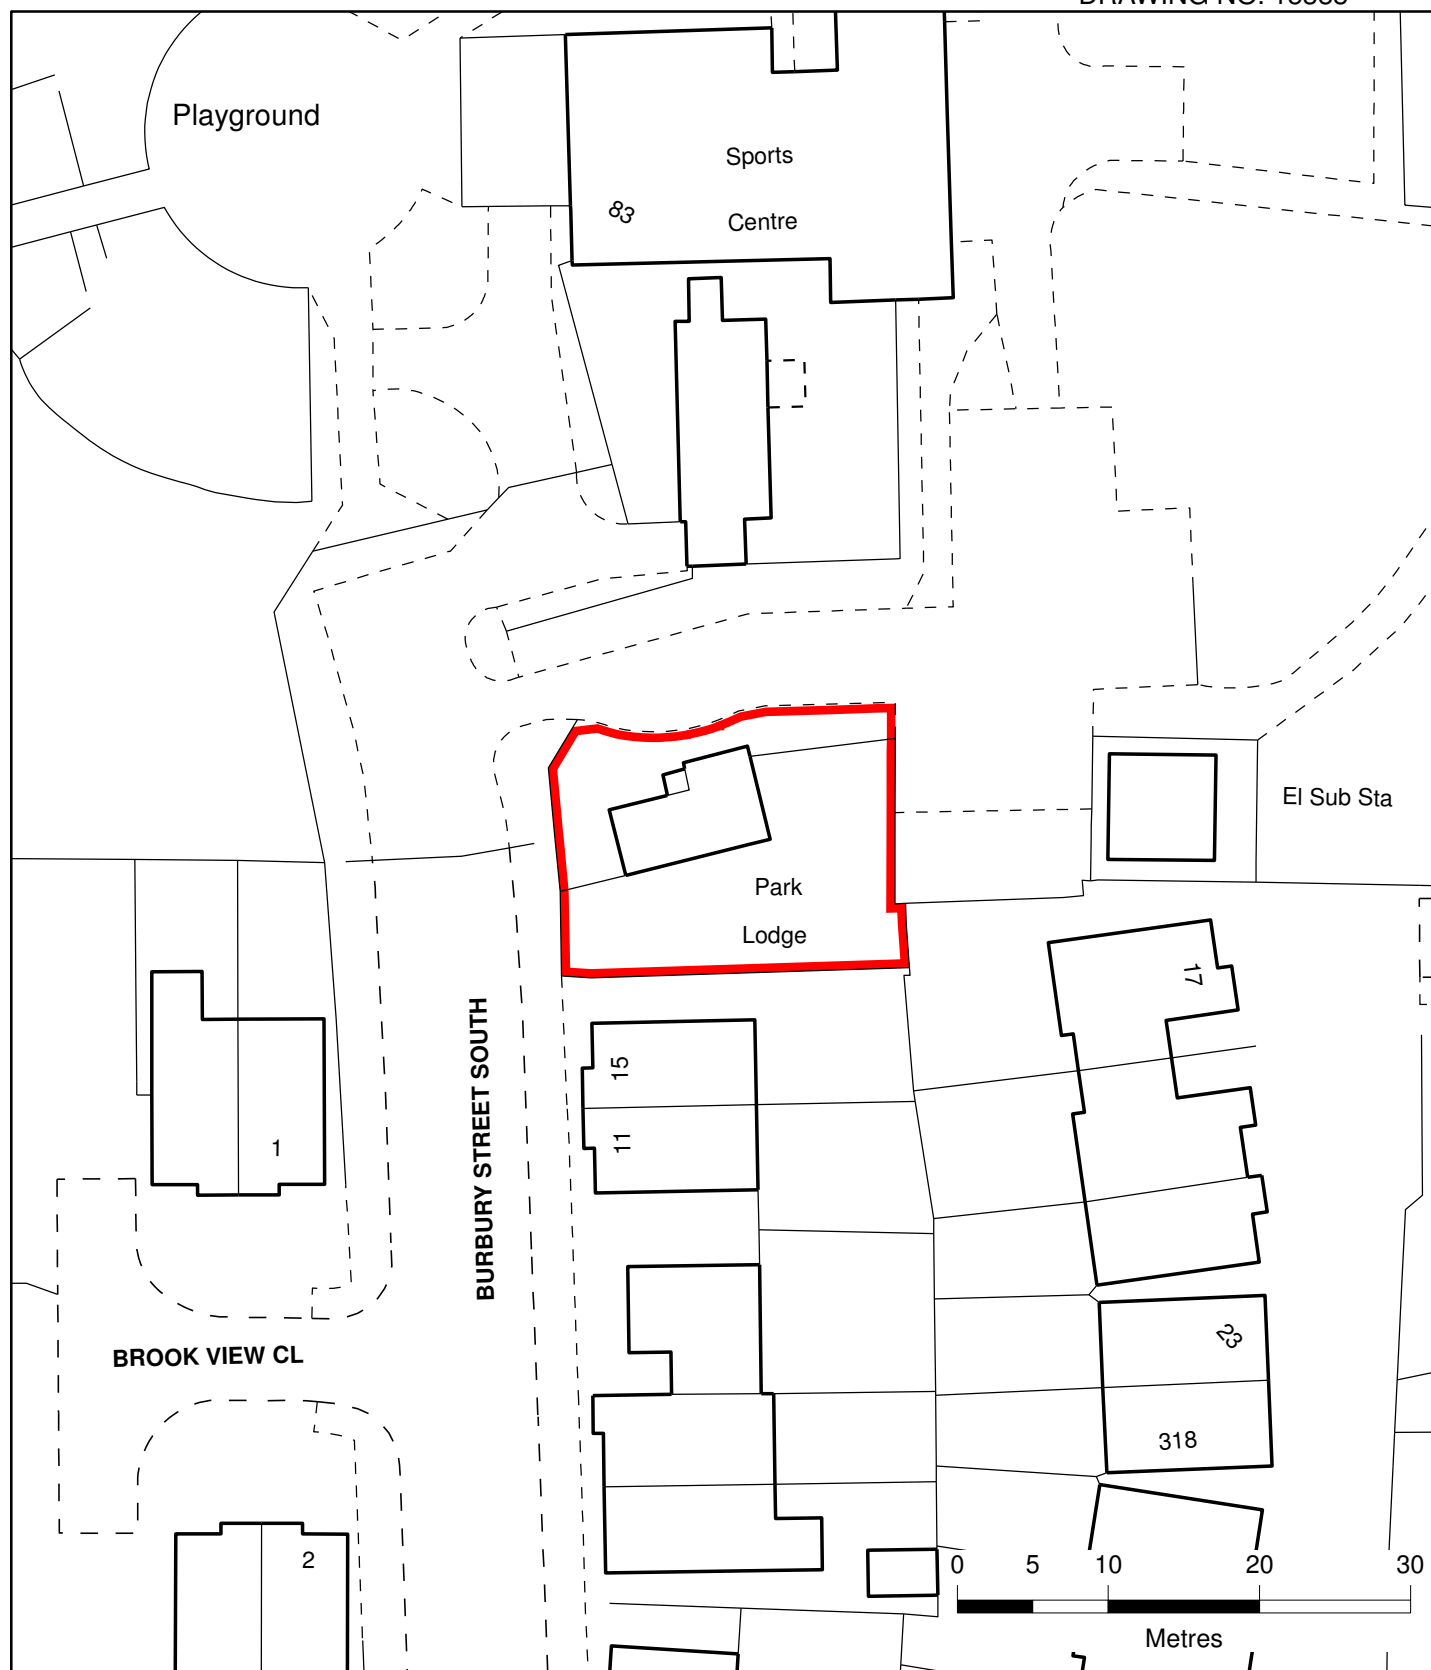 Playground
Sports
Centre
83
El Sub Sta
Park
Lodge
17
BURBURY STREET SOUTH
15
11
1
BROOK VIEW CL
23
318
2
0 5 10 20 30
Metres